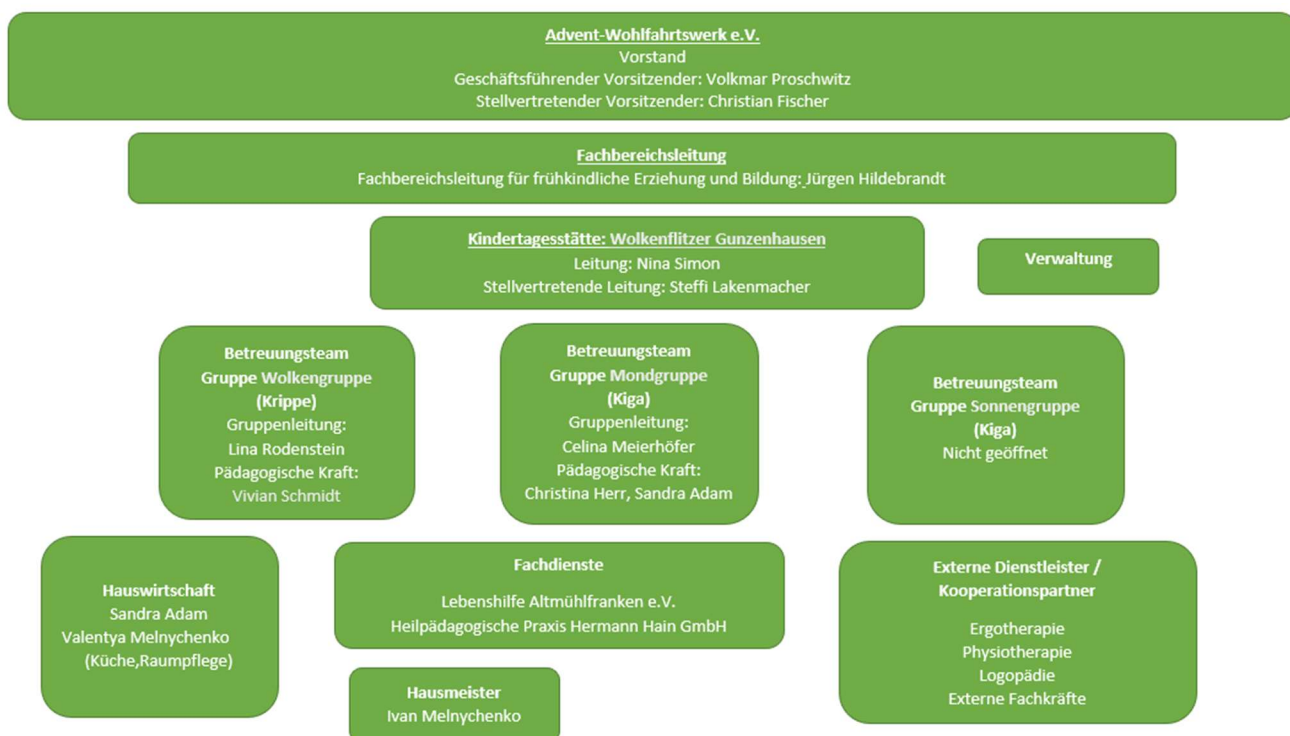 Advent-Wohlfahrtswerk e.V.
Vorstand
Geschäftsführender Vorsitzender: Volkmar Proschwitz
Stellvertretender Vorsitzender: Christian Fischer
Fachbereichsleitung
Fachbereichsleitung für frühkindliche Erziehung und Bildung: Jürgen Hildebrandt
Kindertagesstätte: Wolkenflitzer Gunzenhausen
Leitung: Nina Simon
Stellvertretende Leitung: Steffi Lakenmacher
Verwaltung
Betreuungsteam
Gruppe Wolkengruppe
(Krippe)
Gruppenleitung:
Lina Rodenstein
Pädagogische Kraft:
Vivian Schmidt
Betreuungsteam
Gruppe Mondgruppe
(Kiga)
Gruppenleitung:
Celina Meierhöfer
Pädagogische Kraft:
Christina Herr, Sandra Adam
Betreuungsteam
Gruppe Sonnengruppe
(Kiga)
Nicht geöffnet
Hauswirtschaft
Sandra Adam
Valentya Melnychenko
(Küche,Raumpflege)
Fachdienste
Lebenshilfe Altmühlfranken e.V.
Heilpädagogische Praxis Hermann Hain GmbH
Hausmeister
Ivan Melnychenko
Externe Dienstleister /
Kooperationspartner
Ergotherapie
Physiotherapie
Logopädie
Externe Fachkräfte